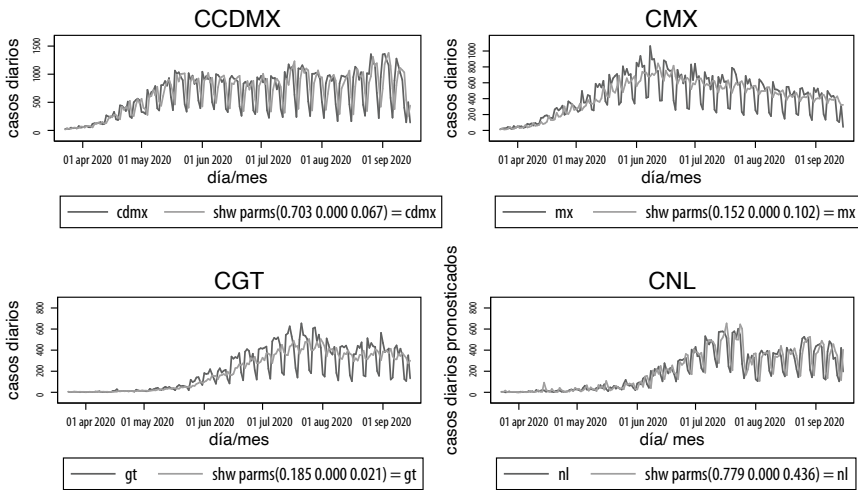 CCDMX
casos diarios
1500
1000
500
0
01 apr 2020 01 may 2020 01 jun 2020 01 jul 2020 01 aug 2020 01 sep 2020
día/mes
cdmx shw parms(0.703 0.000 0.067) = cdmx
CMX
casos diarios
0 200 400 600 800 1000
01 apr 2020 01 may 2020 01 jun 2020 01 jul 2020 01 aug 2020 01 sep 2020
día/mes
mx shw parms(0.152 0.000 0.102) = mx
CGT
casos diarios
800
600
400
200
0
01 apr 2020 01 may 2020 01 jun 2020 01 jul 2020 01 aug 2020 01 sep 2020
día/mes
gt shw parms(0.185 0.000 0.021) = gt
CNL
casos diarios pronosticados
800
600
400
200
0
01 apr 2020 01 may 2020 01 jun 2020 01 jul 2020 01 aug 2020 01 sep 2020
día/ mes
nl shw parms(0.779 0.000 0.436) = nl